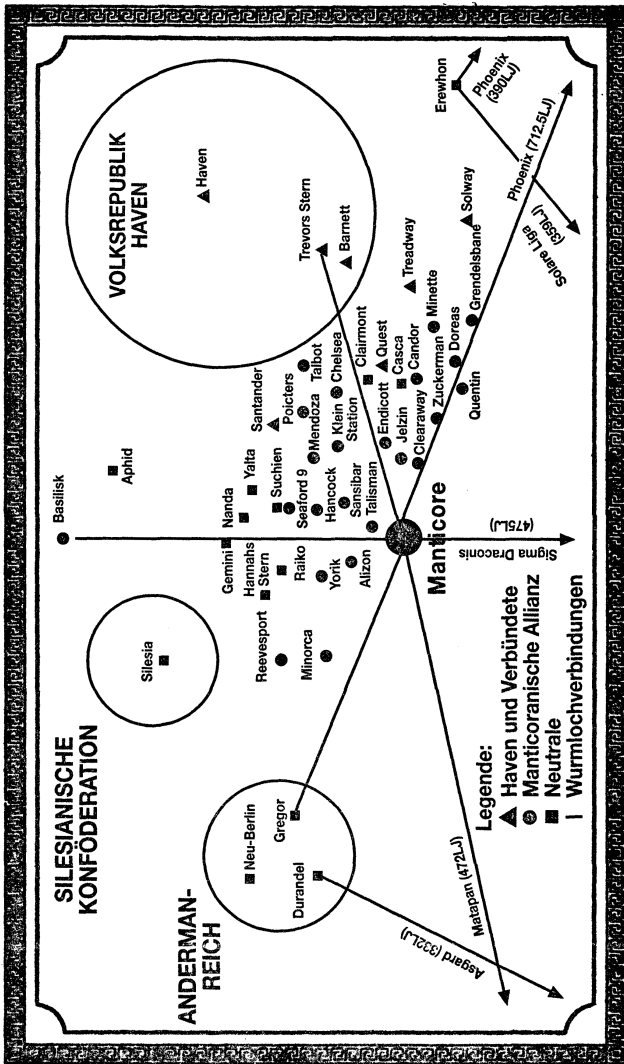 SILESIANISCHE
KONFÖDERATION
ANDERMAN-
REICH
VOLKSREPUBLIK
HAVEN
Basilisk
Aphid
Silesia
Haven
Neu-Berlin
Gregor
Durandel
Gemini
Nanda
Yalta
Hannahs
Stern
Suchien
Raiko
Seaford 9
Reevesport
Minorca
Yorik
Alizon
Hancock
Sansibar
Talisman
Santander
Poicters
Mendoza
Talbot
Klein
Station
Chelsea
Clairmont
Endicott
Quest
Jelzin
Casca
Clearaway
Candor
Zuckerman
Minette
Quentin
Doreas
Grendelsbane
Treadway
Solway
Trevors Stern
Barnett
Erewhon
Phoenix
(390LJ)
Phoenix (712.5LJ)
Solare Liga
(359LJ)
Manticore
Sigma Draconis
(475LJ)
Matapan (472LJ)
Asgard (332LJ)
Legende:
Haven und Verbündete
Manticoranische Allianz
Neutrale
Wurmlochverbindungen